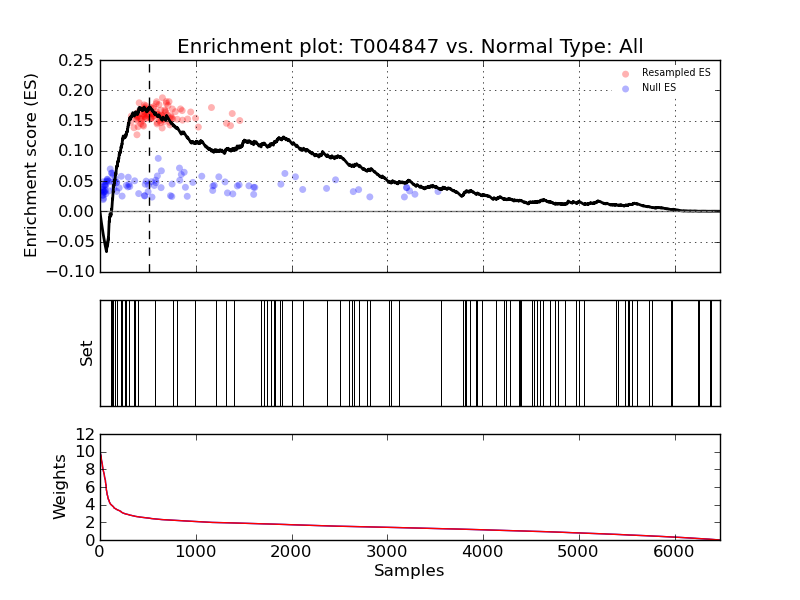 Enrichment plot: T004847 vs. Normal Type: All
Enrichment score (ES)
0.25
0.20
0.15
0.10
0.05
0.00
−0.05
−0.10
Resampled ES
Null ES
Set
Weights
12
10
8
6
4
2
0
0 1000 2000 3000 4000 5000 6000
Samples